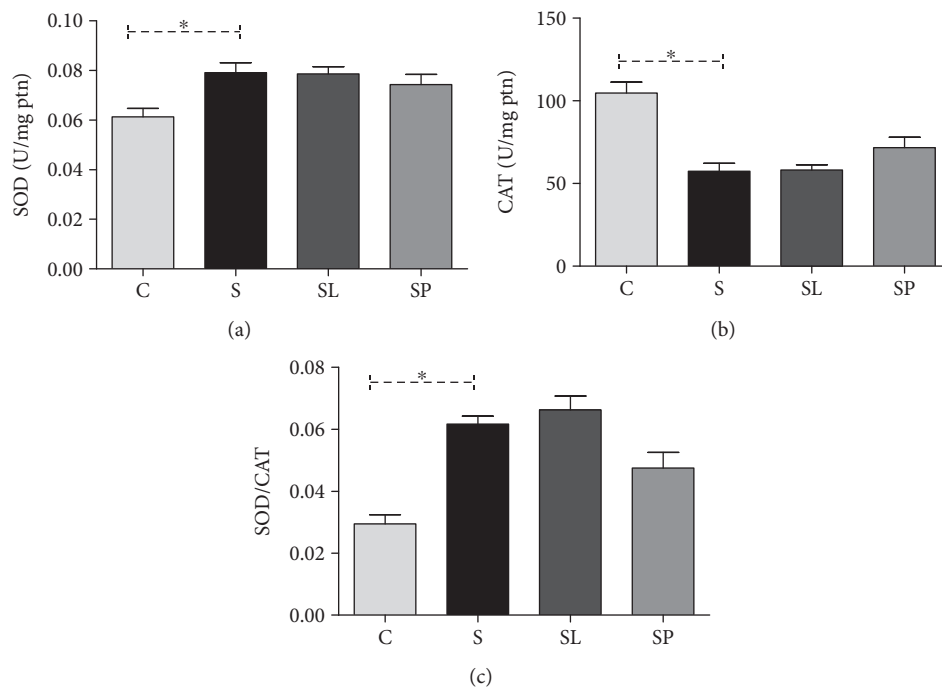 SOD (U/mg ptn)
0.10
0.08
0.06
0.04
0.02
0.00
*
C S SL SP
(a)
CAT (U/mg ptn)
150
100
50
0
*
C S SL SP
(b)
SOD/CAT
0.08
0.06
0.04
0.02
0.00
*
C S SL SP
(c)